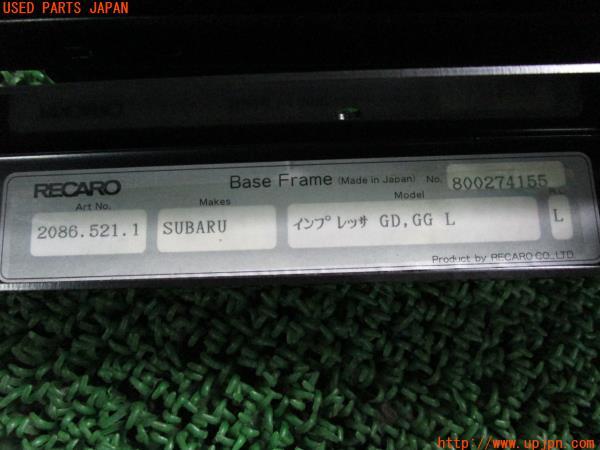 USED PARTS JAPAN
RECARO
Base Frame (Made in Japan) No. 800274155
Art No. Makes Model
2086.521.1 SUBARU インプレッサ GD,GG L L
Product by RECARO CO.,LTD.
http://www.upjpn.com